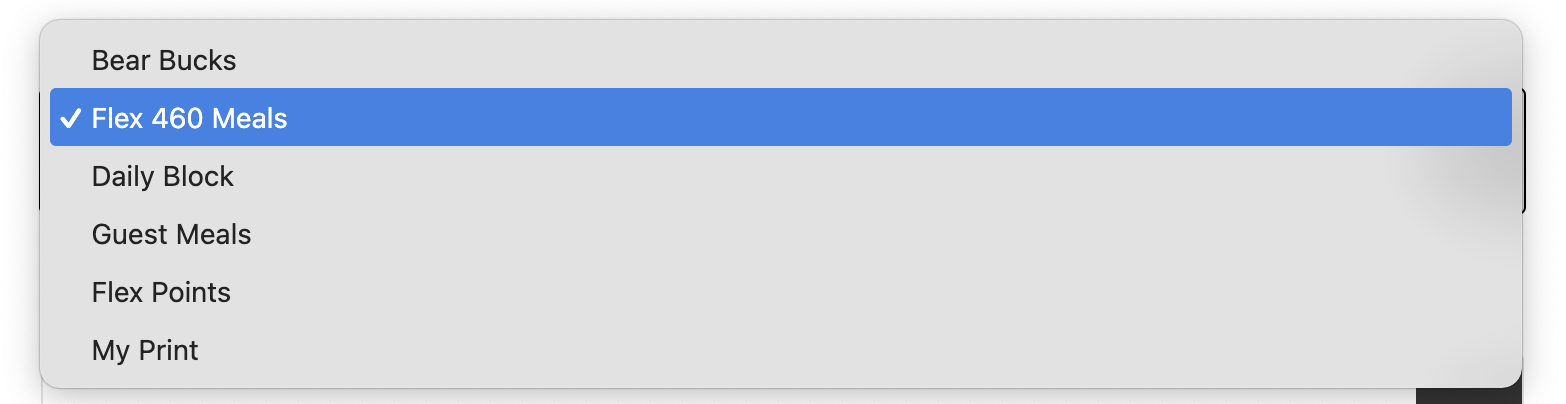 Bear Bucks
✓ Flex 460 Meals
Daily Block
Guest Meals
Flex Points
My Print